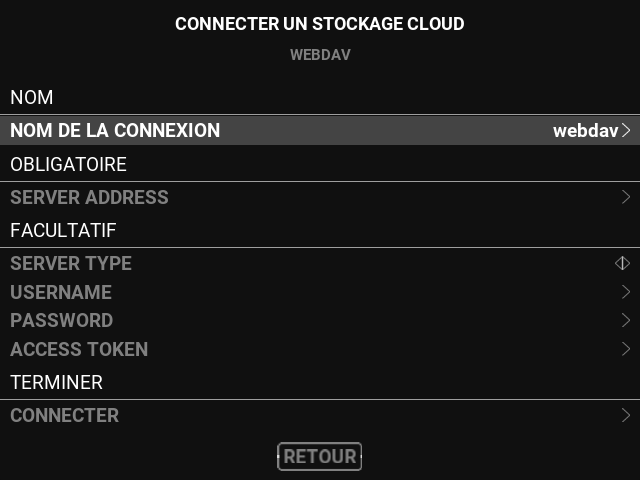 CONNECTER UN STOCKAGE CLOUD
WEBDAV
NOM
NOM DE LA CONNEXION webdav
OBLIGATOIRE
SERVER ADDRESS
FACULTATIF
SERVER TYPE
USERNAME
PASSWORD
ACCESS TOKEN
TERMINER
CONNECTER
RETOUR